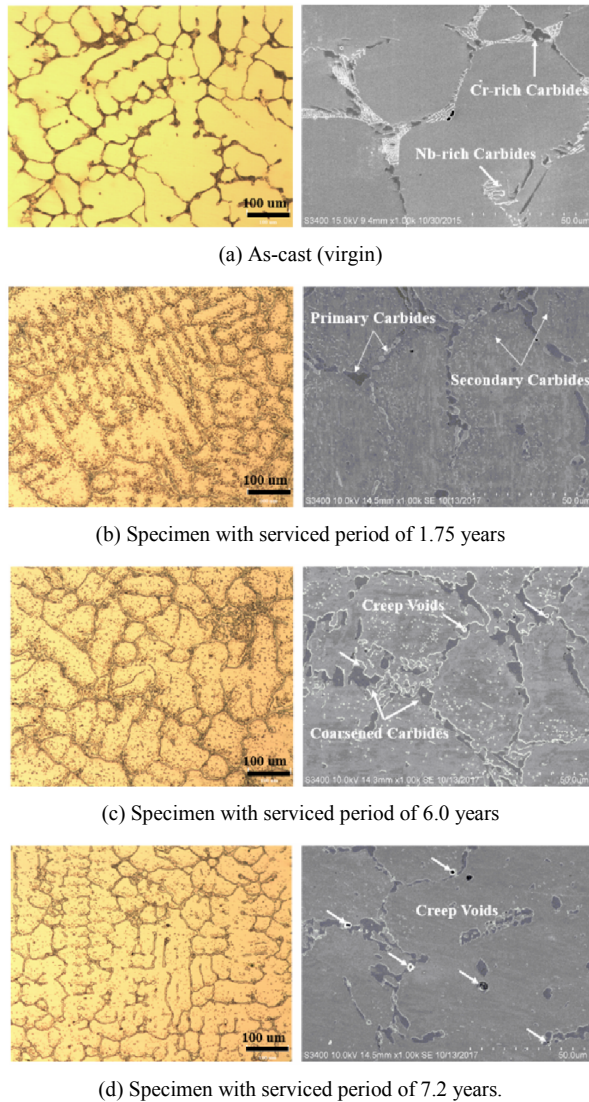 100 um
Cr-rich Carbides
Nb-rich Carbides
S3400 15.0kV 9.4mm x1.00k 10/30/2015
50.0um
(a) As-cast (virgin)
100 um
Primary Carbides
Secondary Carbides
S3400 10.0kV 14.5mm x1.00k SE 10/13/2017
50.0um
(b) Specimen with serviced period of 1.75 years
100 um
Creep Voids
Coarsened Carbides
S3400 10.0kV 14.3mm x1.00k SE 10/13/2017
50.0um
(c) Specimen with serviced period of 6.0 years
100 um
Creep Voids
S3400 10.0kV 14.5mm x1.00k SE 10/13/2017
50.0um
(d) Specimen with serviced period of 7.2 years.